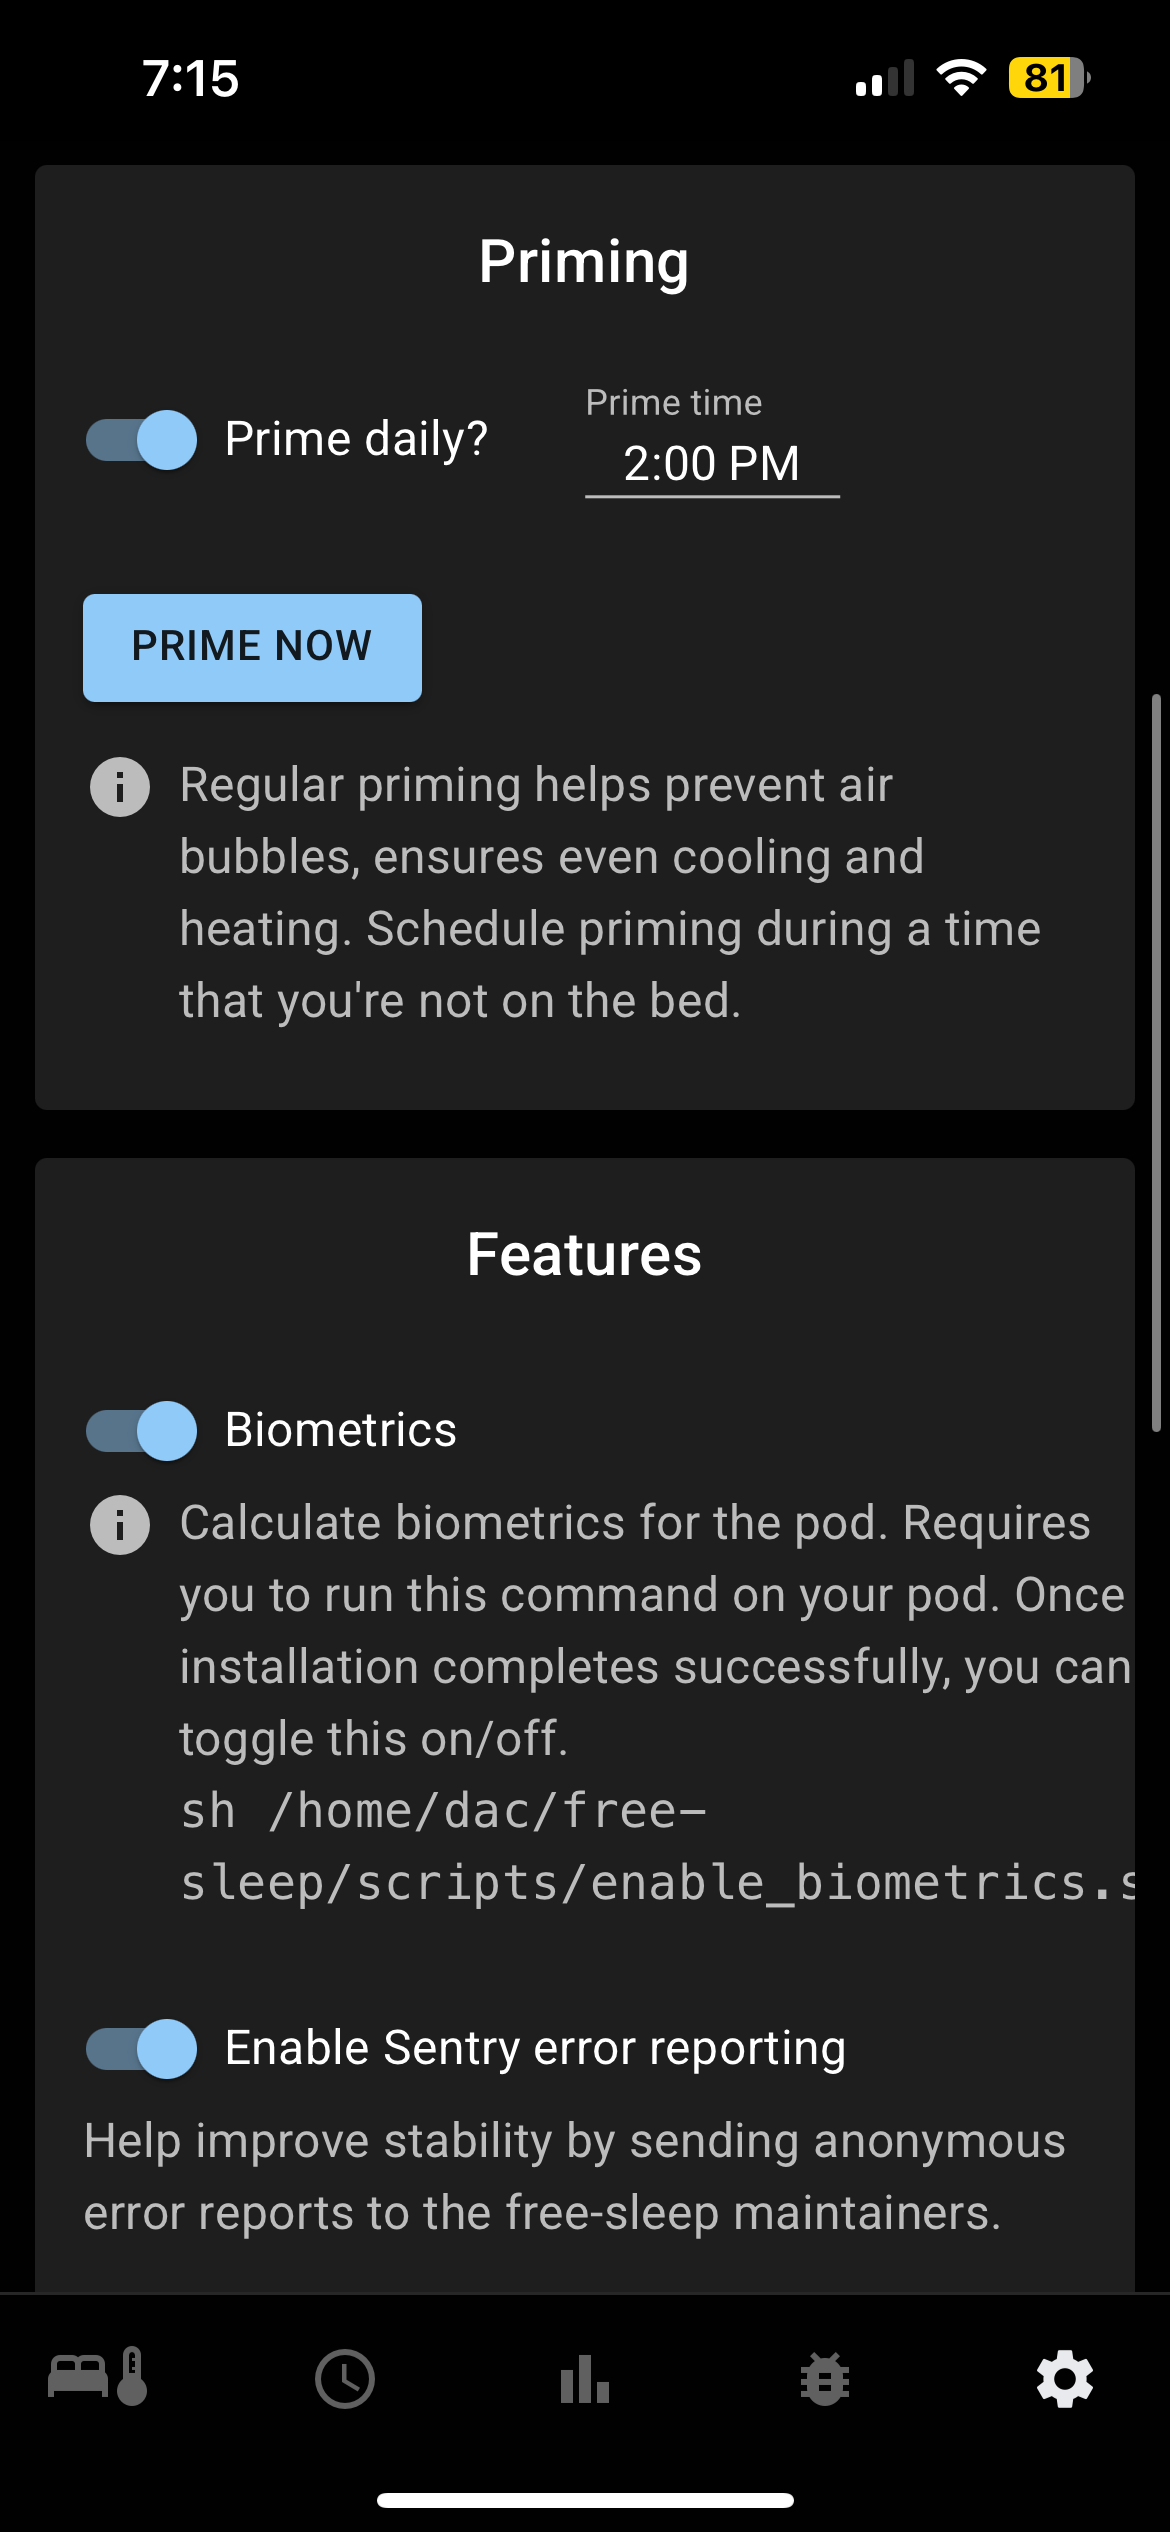 7:15
81
Priming
Prime daily?
Prime time
2:00 PM
PRIME NOW
Regular priming helps prevent air
bubbles, ensures even cooling and
heating. Schedule priming during a time
that you're not on the bed.
Features
Biometrics
Calculate biometrics for the pod. Requires
you to run this command on your pod. Once
installation completes successfully, you can
toggle this on/off.
sh /home/dac/free-
sleep/scripts/enable_biometrics.s
Enable Sentry error reporting
Help improve stability by sending anonymous
error reports to the free-sleep maintainers.